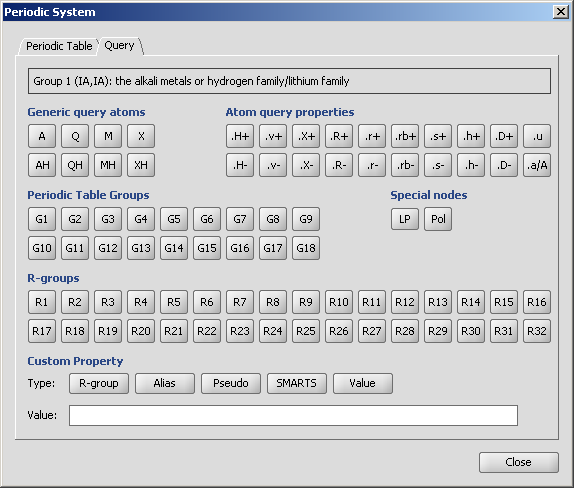 Periodic System
Periodic Table Query
Group 1 (IA,IA): the alkali metals or hydrogen family/lithium family
Generic query atoms Atom query properties
A Q M X .H+ .v+ .X+ .R+ .r+ .rb+ .s+ .h+ .D+ .u
AH QH MH XH .H- .v- .X- .R- .r- .rb- .s- .h- .D- .a/A
Periodic Table Groups Special nodes
G1 G2 G3 G4 G5 G6 G7 G8 G9 LP Pol
G10 G11 G12 G13 G14 G15 G16 G17 G18
R-groups
R1 R2 R3 R4 R5 R6 R7 R8 R9 R10 R11 R12 R13 R14 R15 R16
R17 R18 R19 R20 R21 R22 R23 R24 R25 R26 R27 R28 R29 R30 R31 R32
Custom Property
Type: R-group Alias Pseudo SMARTS Value
Value:
Close